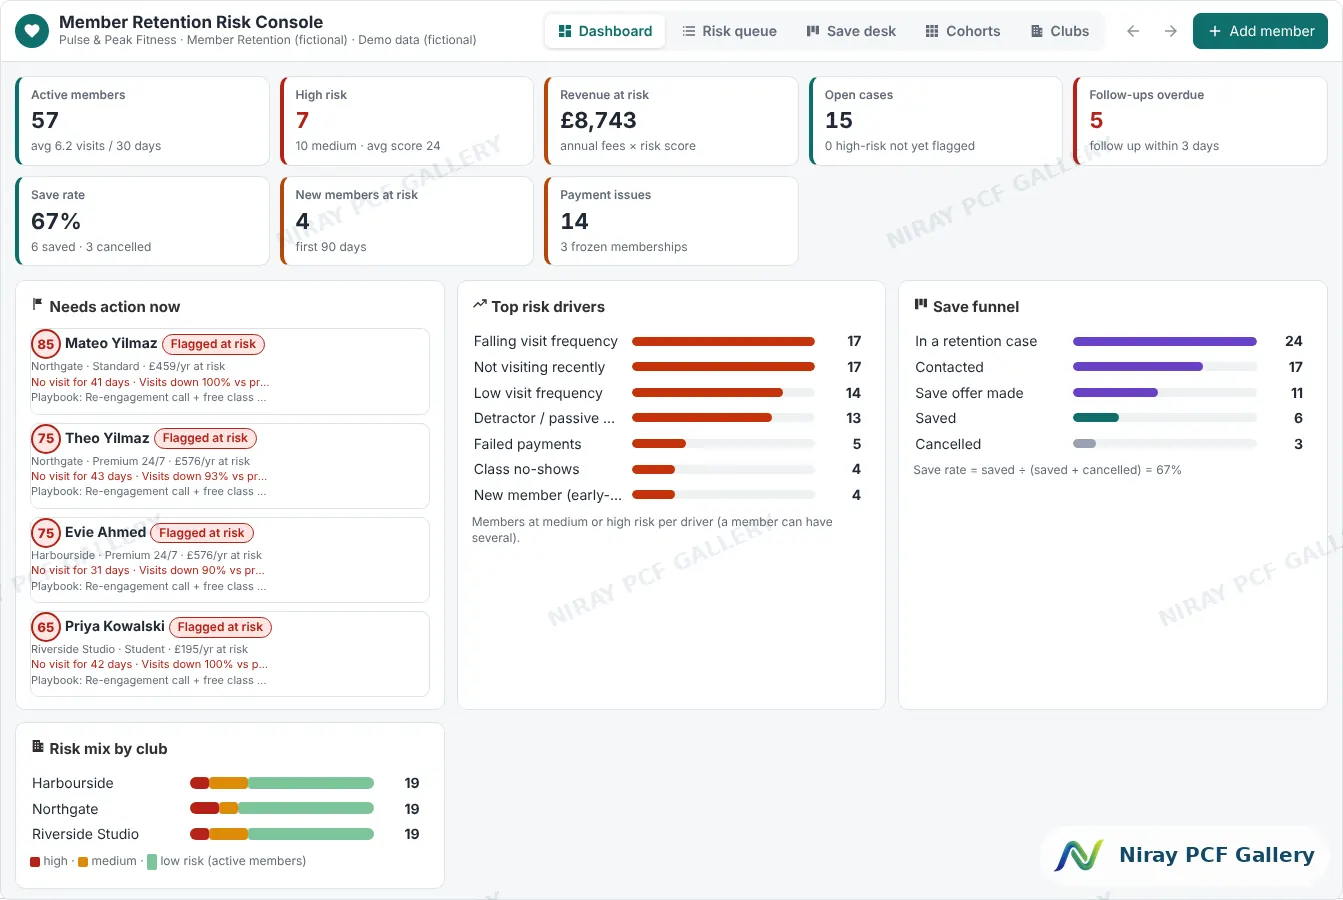 Member Retention Risk Console
Pulse & Peak Fitness · Member Retention (fictional) · Demo data (fictional)
Dashboard
Risk queue
Save desk
Cohorts
Clubs
Add member
Active members
57
avg 6.2 visits / 30 days
High risk
7
10 medium · avg score 24
Revenue at risk
£8,743
annual fees × risk score
Open cases
15
0 high-risk not yet flagged
Follow-ups overdue
5
follow up within 3 days
Save rate
67%
6 saved · 3 cancelled
New members at risk
4
first 90 days
Payment issues
14
3 frozen memberships
Needs action now
85 Mateo Yilmaz Flagged at risk
Northgate · Standard · £459/yr at risk
No visit for 41 days · Visits down 100% vs pr...
Playbook: Re-engagement call + free class ...
75 Theo Yilmaz Flagged at risk
Northgate · Premium 24/7 · £576/yr at risk
No visit for 43 days · Visits down 93% vs pr...
Playbook: Re-engagement call + free class ...
75 Evie Ahmed Flagged at risk
Harbourside · Premium 24/7 · £576/yr at risk
No visit for 31 days · Visits down 90% vs pr...
Playbook: Re-engagement call + free class ...
65 Priya Kowalski Flagged at risk
Riverside Studio · Student · £195/yr at risk
No visit for 42 days · Visits down 100% vs p...
Playbook: Re-engagement call + free class ...
Top risk drivers
Falling visit frequency 17
Not visiting recently 17
Low visit frequency 14
Detractor / passive ... 13
Failed payments 5
Class no-shows 4
New member (early-... 4
Members at medium or high risk per driver (a member can have
several).
Save funnel
In a retention case 24
Contacted 17
Save offer made 11
Saved 6
Cancelled 3
Save rate = saved ÷ (saved + cancelled) = 67%
Risk mix by club
Harbourside 19
Northgate 19
Riverside Studio 19
high · medium · low risk (active members)
Niray PCF Gallery
NIRAY PCF GALLERY
NIRAY PCF GALLERY
NIRAY PCF GALLERY
NIRAY PCF GALLERY